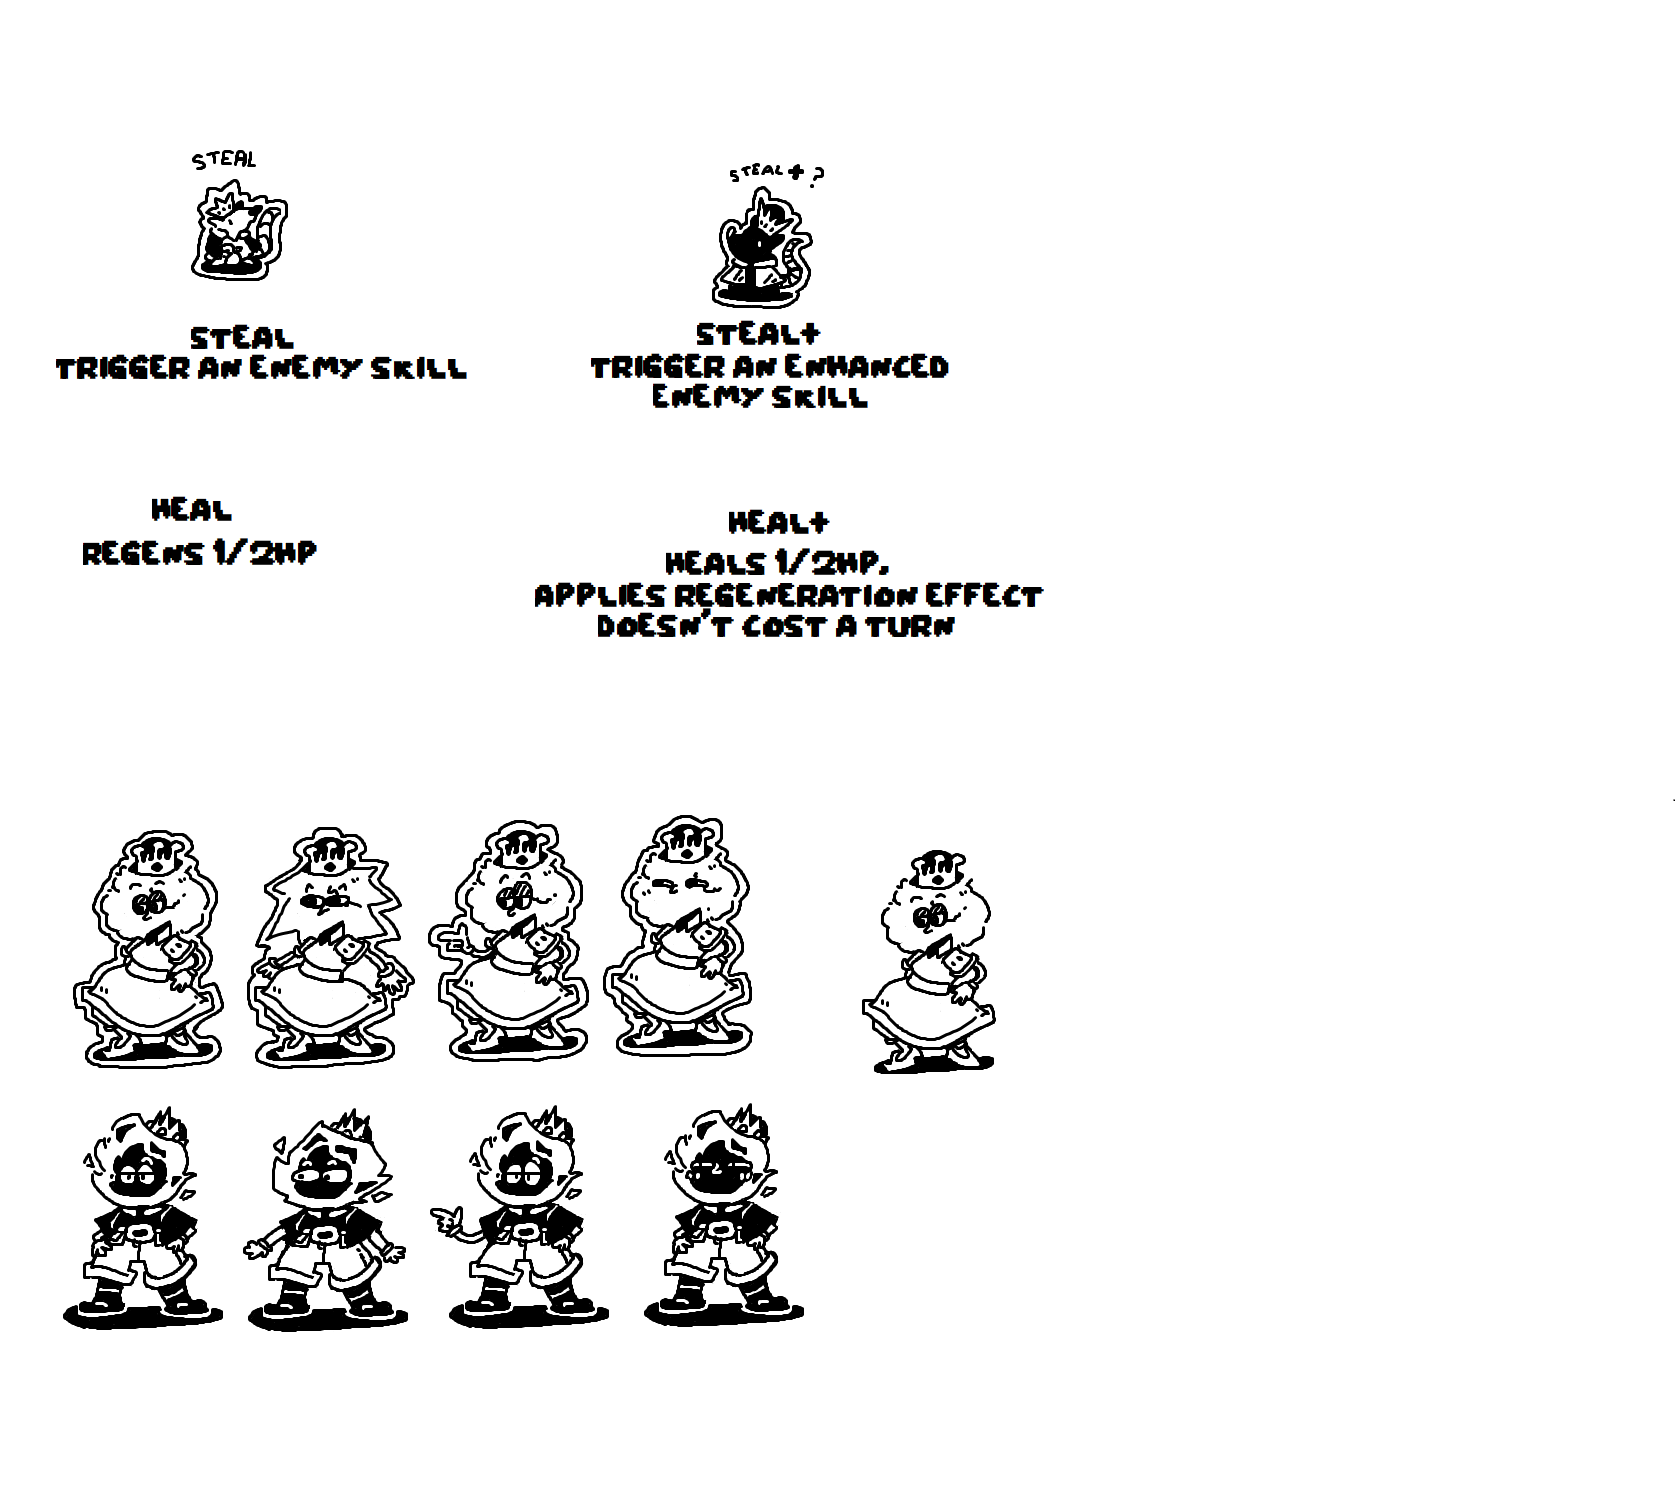 STEAL
STEAL+?
STEAL
TRIGGER AN ENEMY SKILL
STEAL+
TRIGGER AN ENHANCED
ENEMY SKILL
HEAL
REGENS 1/2HP
HEAL+
HEALS 1/2HP,
APPLIES REGENERATION EFFECT
DOESN'T COST A TURN